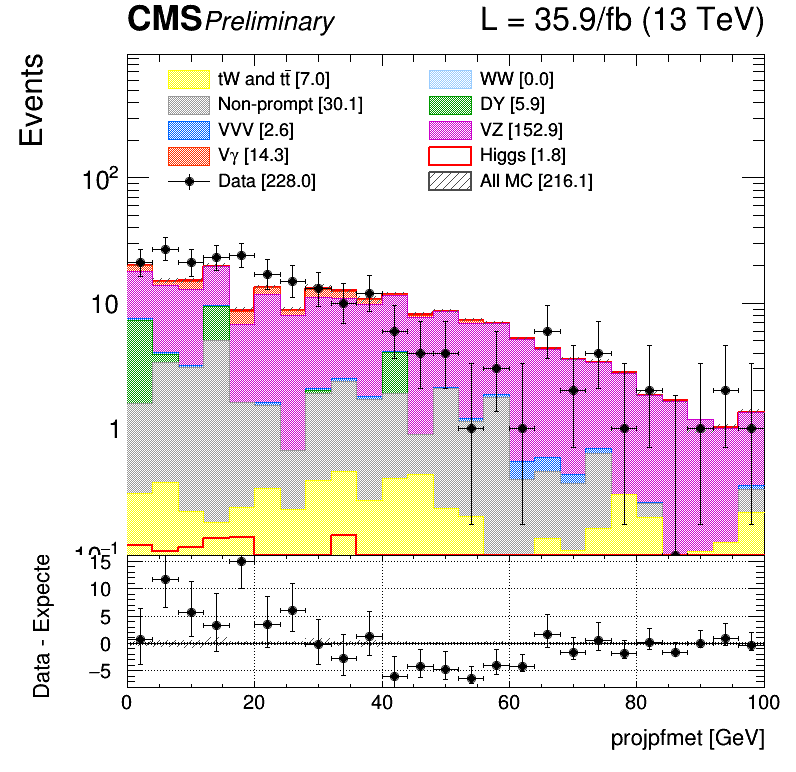 CMS Preliminary L = 35.9/fb (13 TeV)
Events
tW and tt̄ [7.0] WW [0.0]
Non-prompt [30.1] DY [5.9]
VVV [2.6] VZ [152.9]
Vγ [14.3] Higgs [1.8]
Data [228.0] All MC [216.1]
10²
10
1
10⁻¹
Data - Expecte
15
10
5
0
−5
0 20 40 60 80 100
projpfmet [GeV]